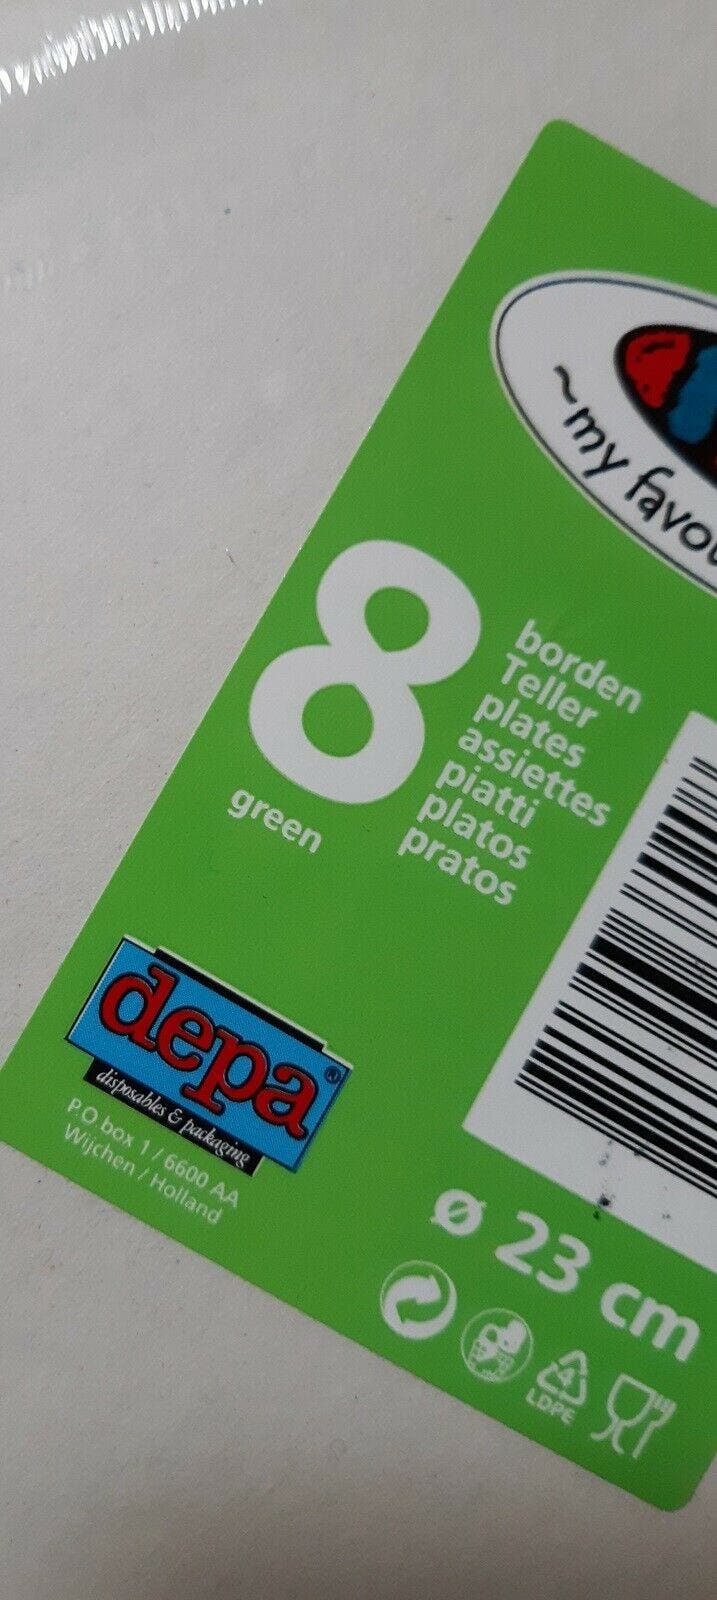 ~my
8
green
borden
Teller
plates
assiettes
piatti
platos
pratos
depa®
disposables & packaging
P.O box 1 / 6600 AA
Wijchen / Holland
Ø 23 cm
4
LDPE